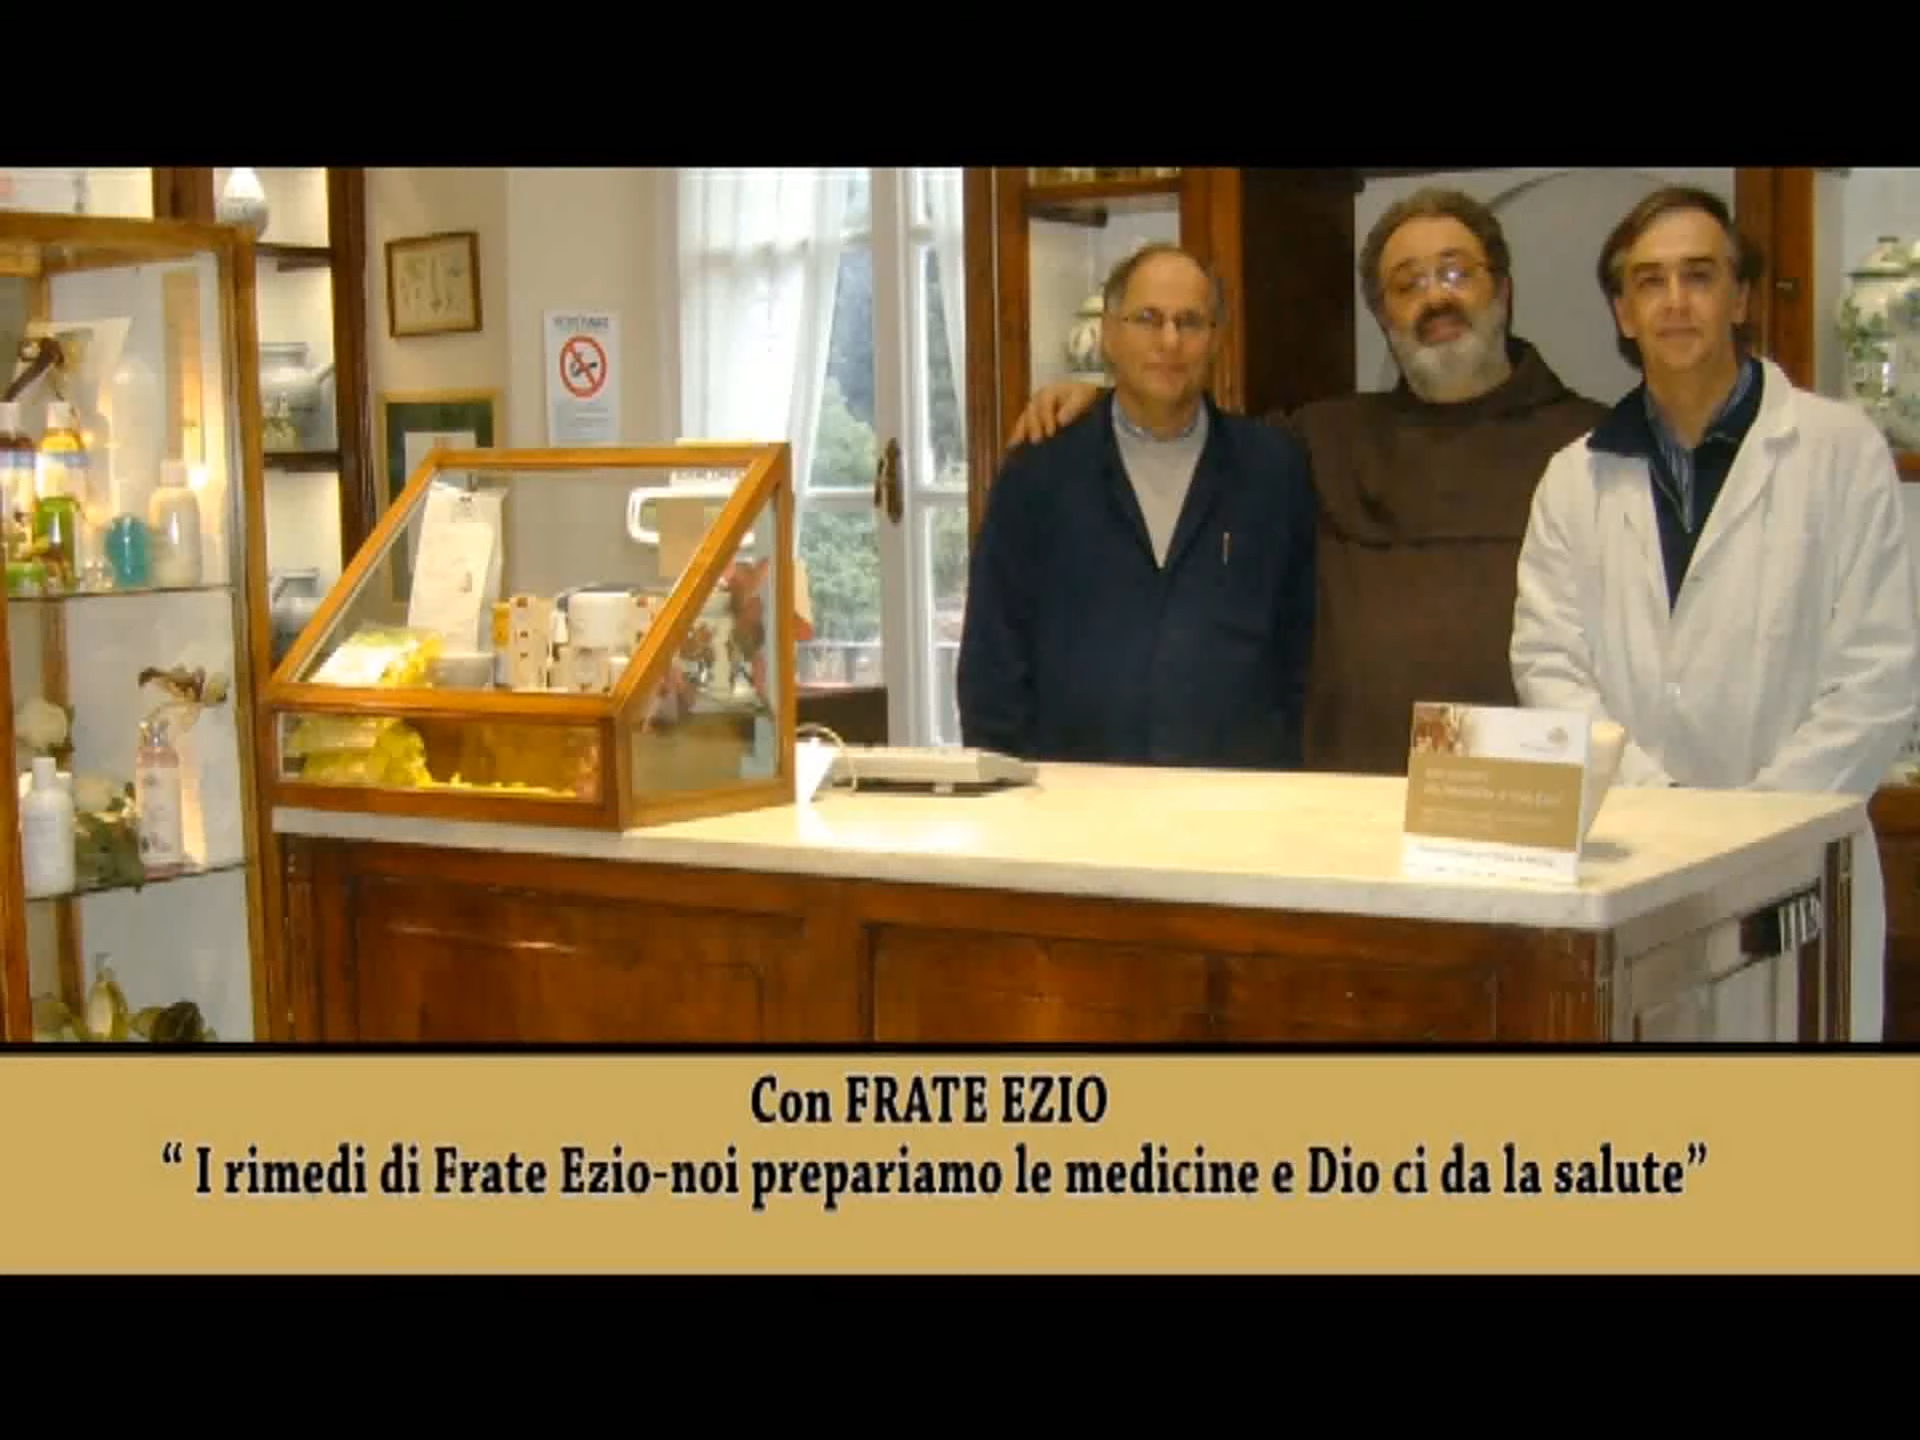 Con FRATE EZIO
“ I rimedi di Frate Ezio-noi prepariamo le medicine e Dio ci da la salute”